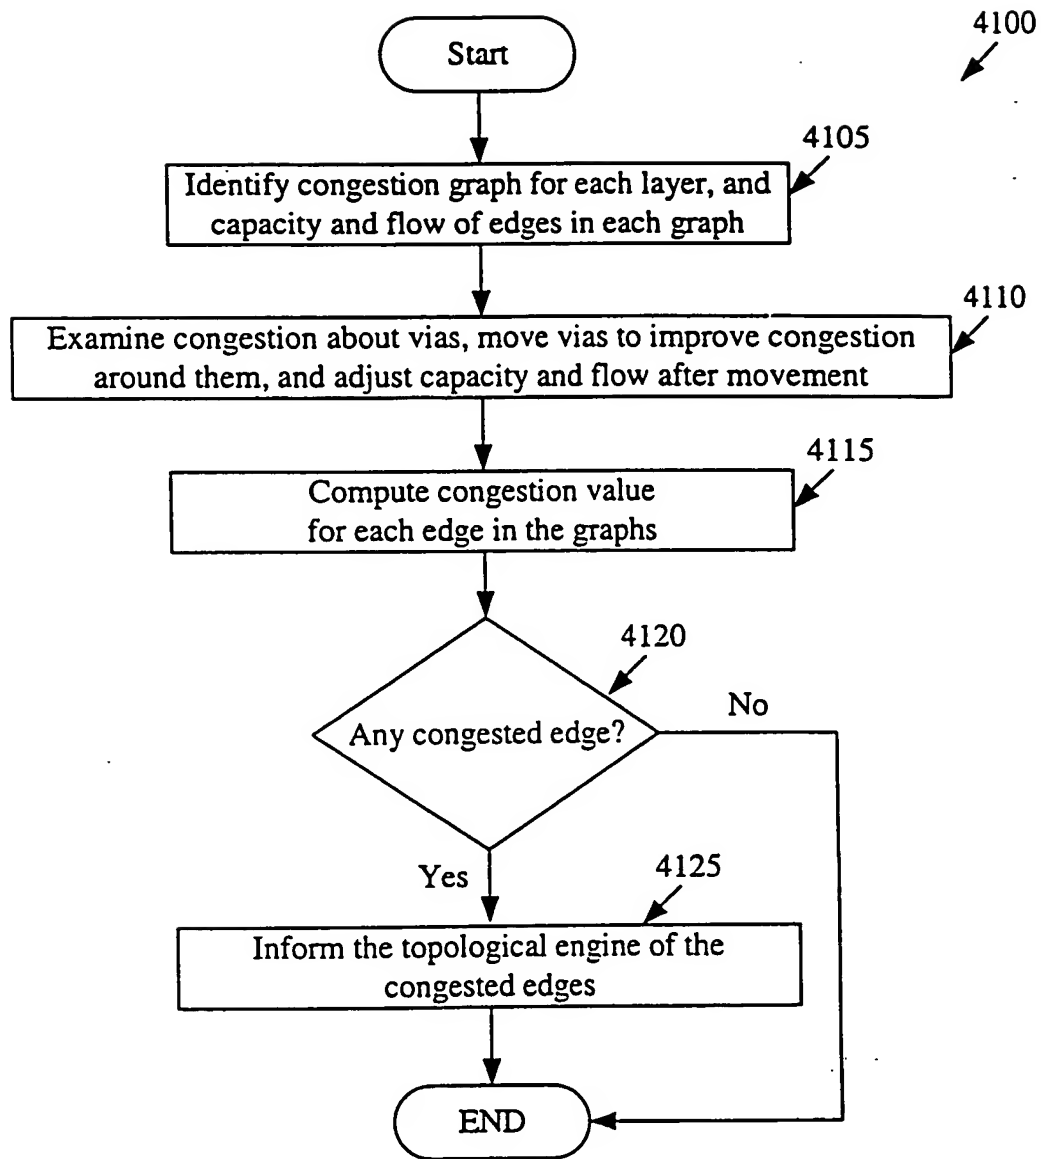 4100
Start
4105
Identify congestion graph for each layer, and
capacity and flow of edges in each graph
4110
Examine congestion about vias, move vias to improve congestion
around them, and adjust capacity and flow after movement
4115
Compute congestion value
for each edge in the graphs
4120
Any congested edge?
No
Yes
4125
Inform the topological engine of the
congested edges
END